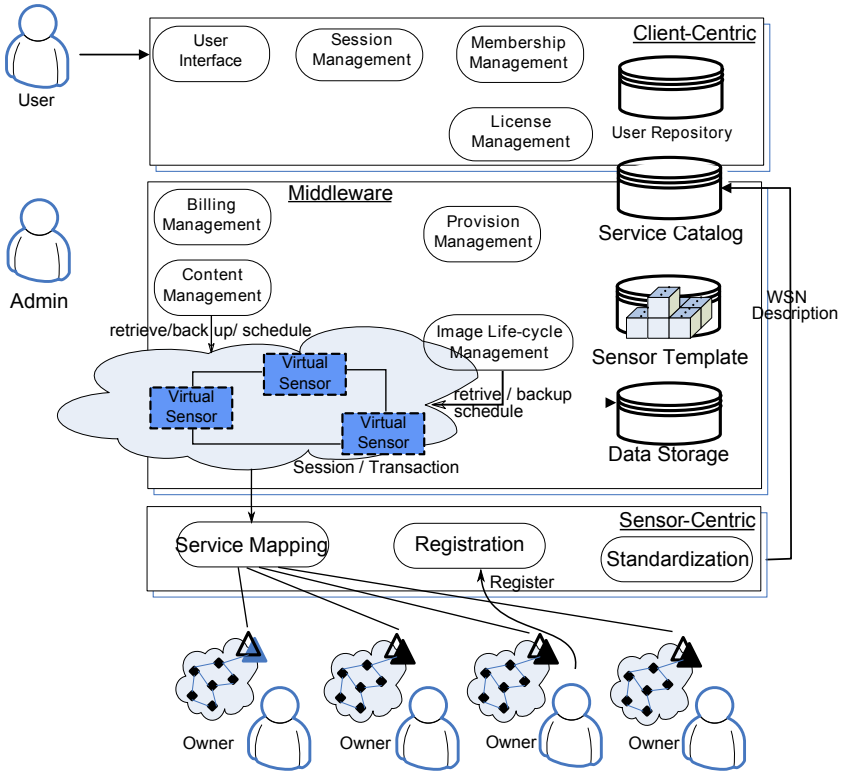 Client-Centric
User
Interface
Session
Management
Membership
Management
License
Management
User Repository
User
Middleware
Billing
Management
Provision
Management
Service Catalog
Content
Management
Admin
WSN
Description
retrieve/back up/ schedule
Image Life-cycle
Management
Sensor Template
Virtual
Sensor
Virtual
Sensor
Virtual
Sensor
retrive / backup
schedule
Data Storage
Session / Transaction
Sensor-Centric
Service Mapping
Registration
Standardization
Register
Owner
Owner
Owner
Owner